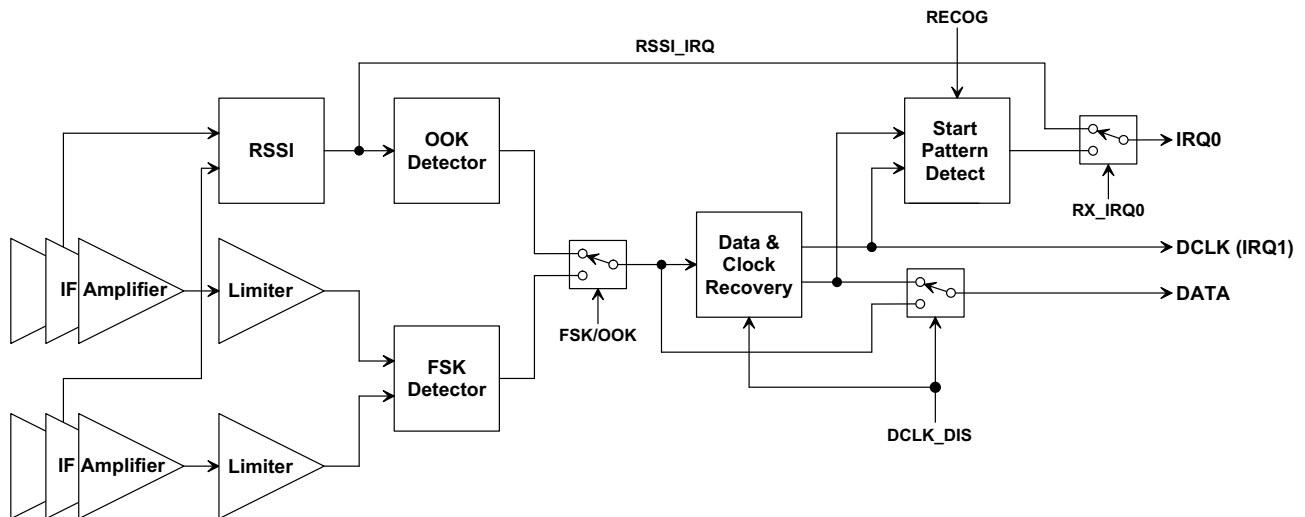 RECOG
RSSI_IRQ
RSSI
OOK
Detector
Start
Pattern
Detect
IRQ0
RX_IRQ0
IF Amplifier
Limiter
Data &
Clock
Recovery
DCLK (IRQ1)
DATA
FSK/OOK
FSK
Detector
DCLK_DIS
IF Amplifier
Limiter